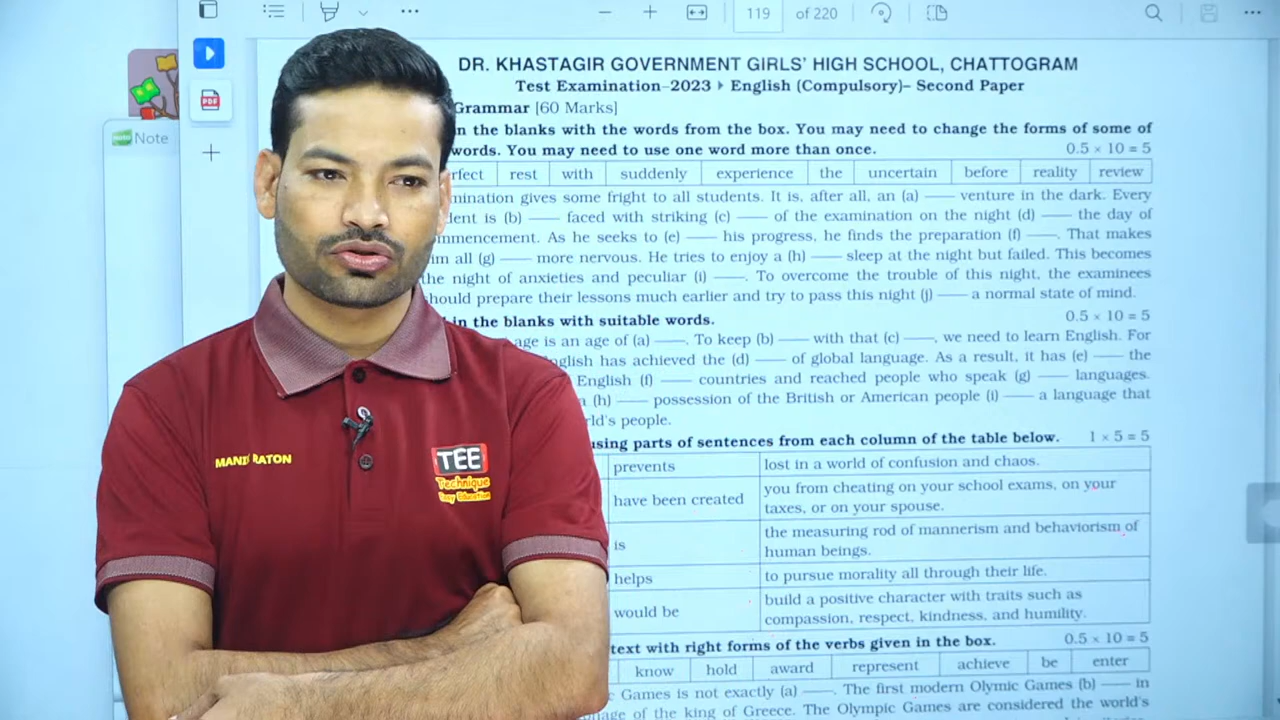 119 of 220
DR. KHASTAGIR GOVERNMENT GIRLS' HIGH SCHOOL, CHATTOGRAM
Test Examination–2023 ‣ English (Compulsory)– Second Paper
Grammar [60 Marks]
in the blanks with the words from the box. You may need to change the forms of some of
words. You may need to use one word more than once. 0.5 × 10 = 5
rfect rest with suddenly experience the uncertain before reality review
mination gives some fright to all students. It is, after all, an (a) —— venture in the dark. Every
dent is (b) —— faced with striking (c) —— of the examination on the night (d) —— the day of
mmencement. As he seeks to (e) —— his progress, he finds the preparation (f) ——. That makes
im all (g) —— more nervous. He tries to enjoy a (h) —— sleep at the night but failed. This becomes
the night of anxieties and peculiar (i) ——. To overcome the trouble of this night, the examinees
should prepare their lessons much earlier and try to pass this night (j) —— a normal state of mind.
Note
in the blanks with suitable words. 0.5 × 10 = 5
age is an age of (a) ——. To keep (b) —— with that (c) ——, we need to learn English. For
nglish has achieved the (d) —— of global language. As a result, it has (e) —— the
English (f) —— countries and reached people who speak (g) —— languages.
a (h) —— possession of the British or American people (i) —— a language that
rld's people.
using parts of sentences from each column of the table below. 1 × 5 = 5
prevents lost in a world of confusion and chaos.
have been created you from cheating on your school exams, on your
taxes, or on your spouse.
is the measuring rod of mannerism and behaviorism of
human beings.
helps to pursue morality all through their life.
would be build a positive character with traits such as
compassion, respect, kindness, and humility.
text with right forms of the verbs given in the box. 0.5 × 10 = 5
know hold award represent achieve be enter
c Games is not exactly (a) ——. The first modern Olymic Games (b) —— in
of the king of Greece. The Olympic Games are considered the world's
RATON
TEE
Technique
Easy Education
PDF